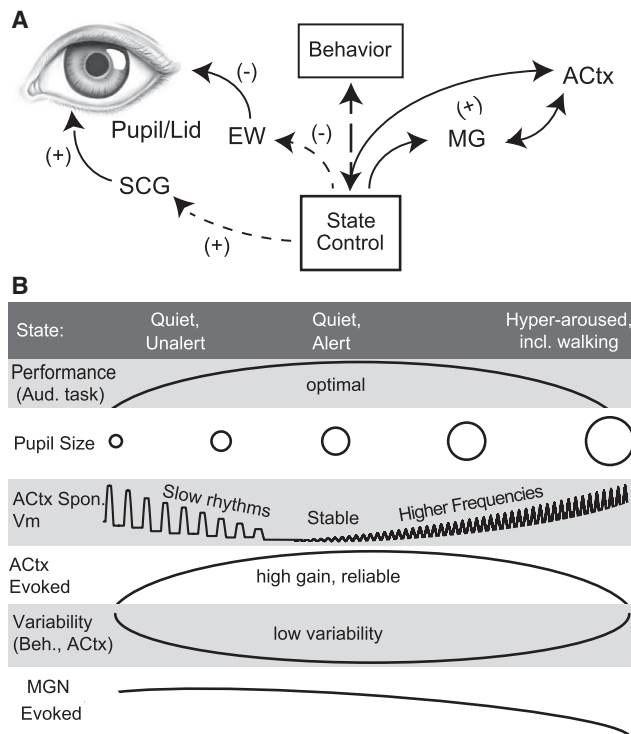 A
Behavior
ACtx
(-)
(+)
Pupil/Lid
EW
(-)
MG
(+)
SCG
State
Control
(+)
B
State:
Quiet,
Unalert
Quiet,
Alert
Hyper-aroused,
incl. walking
Performance
(Aud. task)
optimal
Pupil Size
ACtx Spon.
Vm
Slow rhythms
Stable
Higher Frequencies
ACtx
Evoked
high gain, reliable
Variability
(Beh., ACtx)
low variability
MGN
Evoked